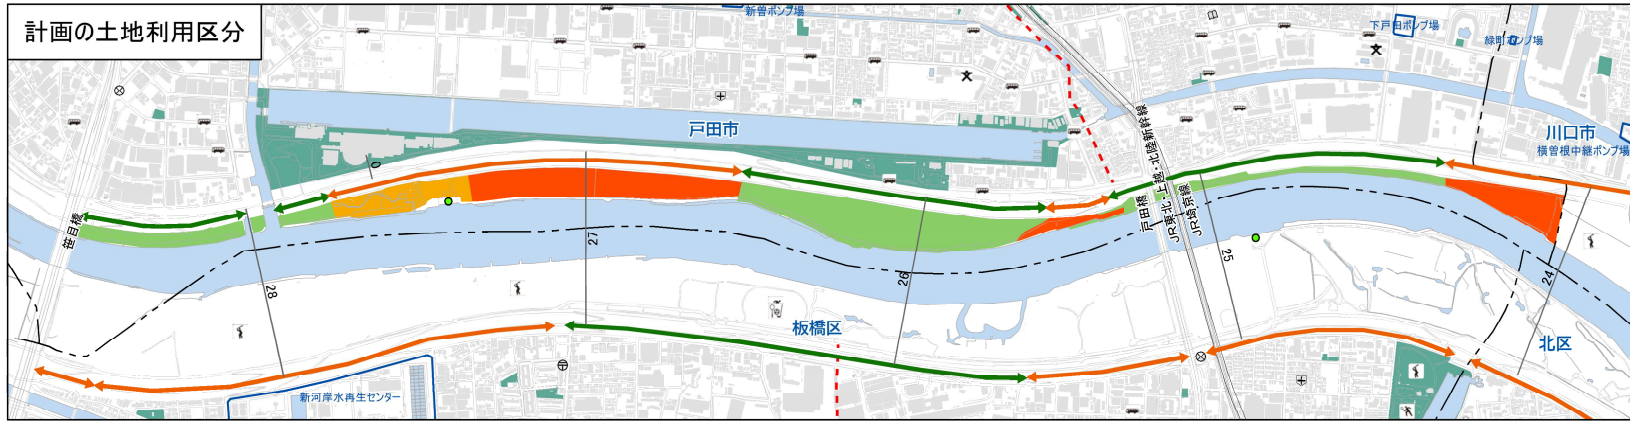 計画の土地利用区分
新曽ポンプ場
下戸田ポンプ場
緑町ポンプ場
戸田市
川口市
横曽根中継ポンプ場
笹目橋
戸田橋
JR東北・上越・北陸新幹線
JR埼京線
28
27
26
25
24
板橋区
北区
新河岸水再生センター